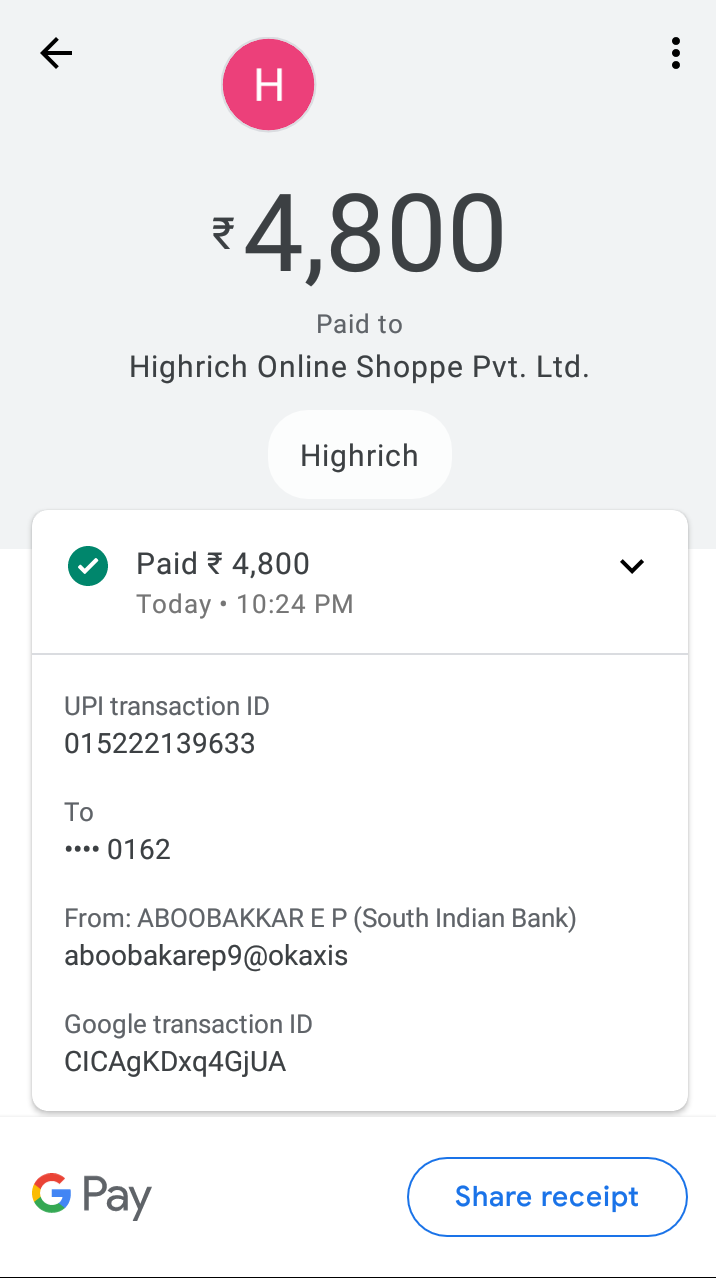 H
₹4,800
Paid to
Highrich Online Shoppe Pvt. Ltd.
Highrich
Paid ₹ 4,800
Today • 10:24 PM
UPI transaction ID
015222139633
To
•••• 0162
From: ABOOBAKKAR E P (South Indian Bank)
aboobakarep9@okaxis
Google transaction ID
CICAgKDxq4GjUA
G Pay
Share receipt